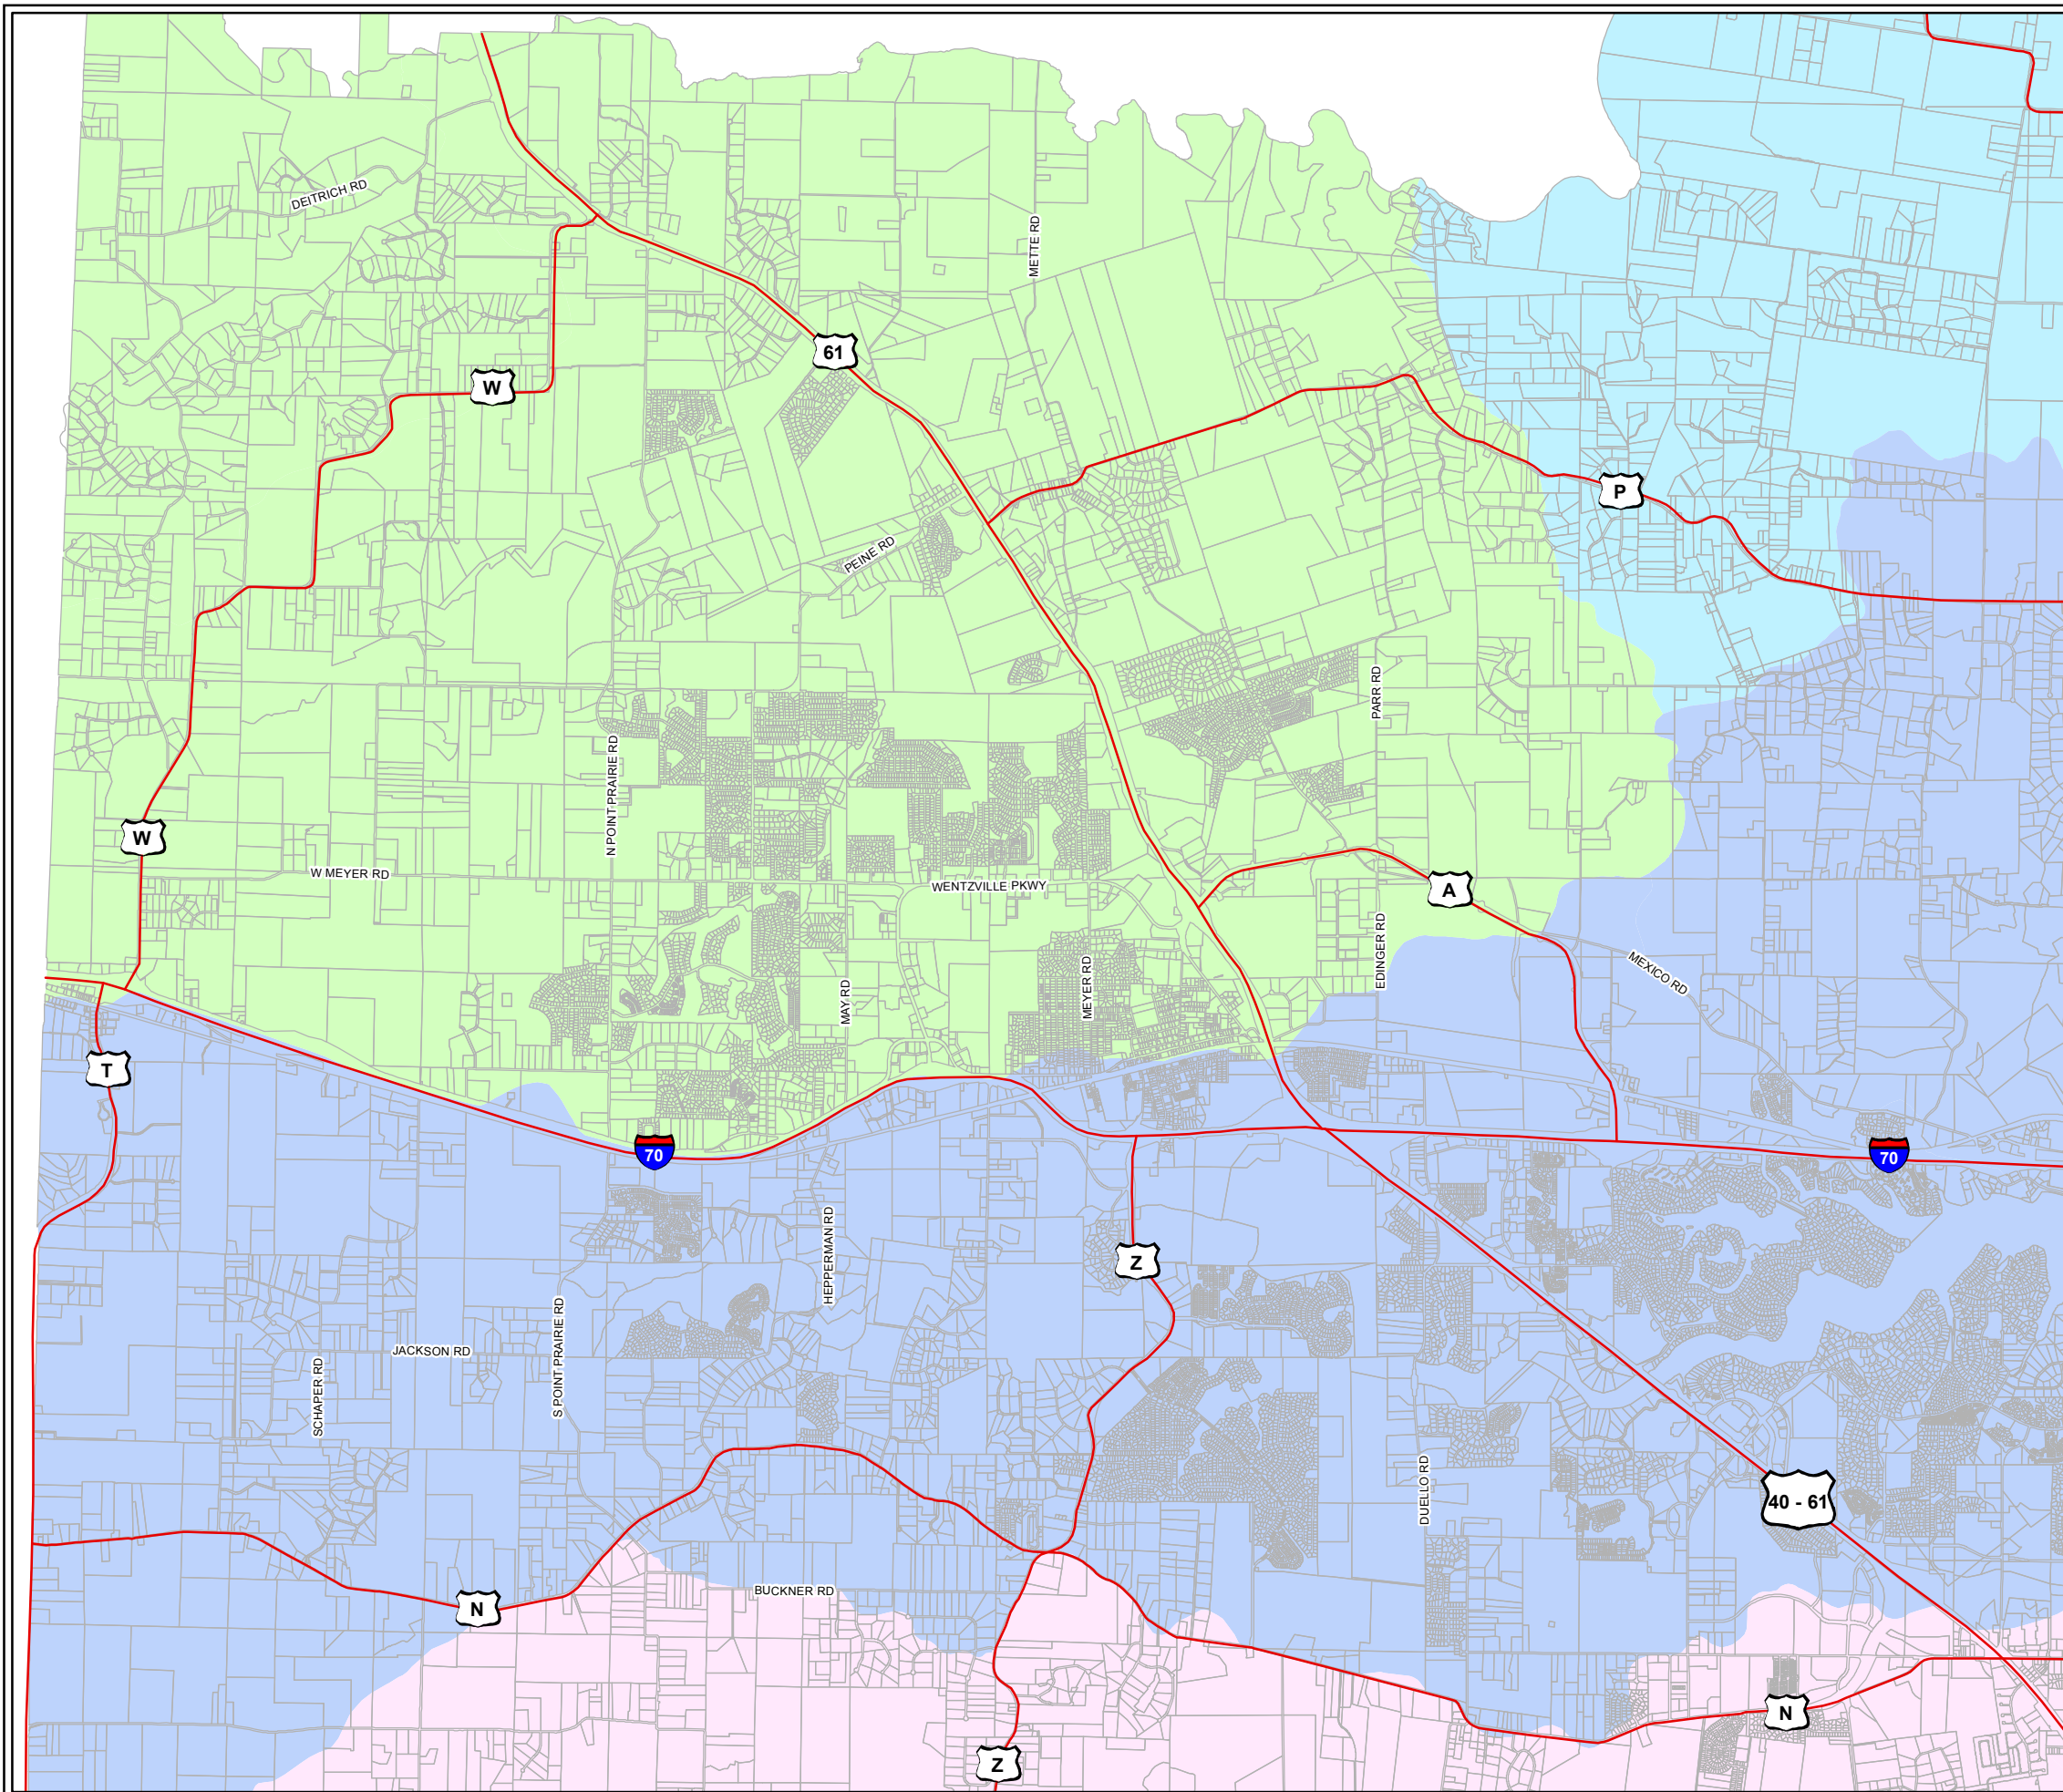 DEITRICH RD
METTE RD
61
W
P
PEINE RD
PARR RD
N POINT PRAIRIE RD
W
W MEYER RD
WENTZVILLE PKWY
A
EDINGER RD
MEXICO RD
MEYER RD
MAY RD
T
70
70
HEPPERMAN RD
Z
S POINT PRAIRIE RD
JACKSON RD
SCHAPER RD
DUELLO RD
40 - 61
BUCKNER RD
N
N
Z